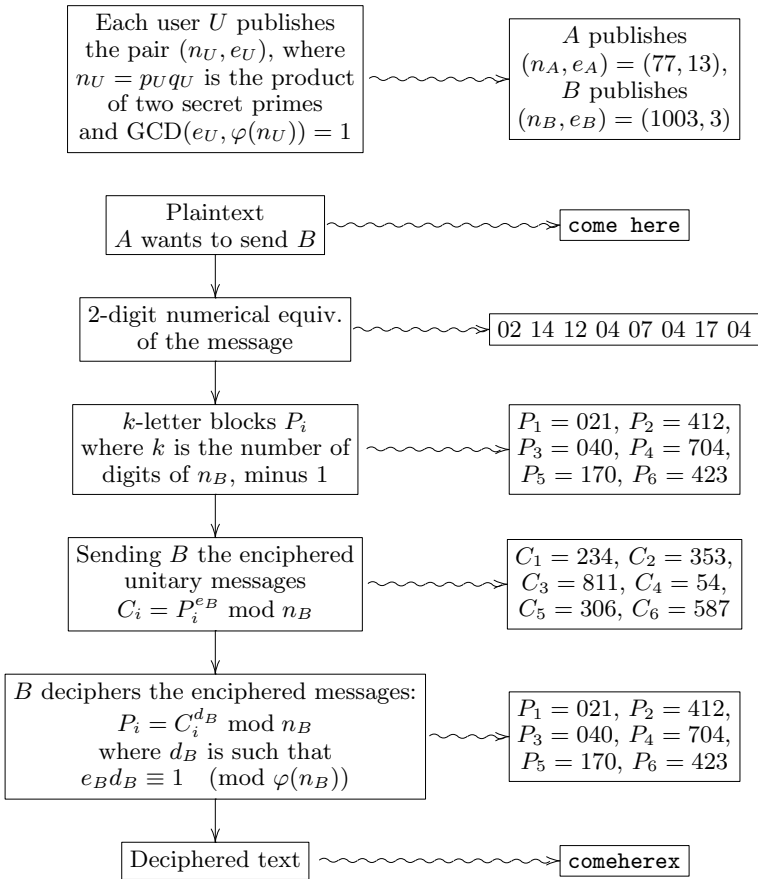 Each user U publishes
the pair (n_U, e_U), where
n_U = p_U q_U is the product
of two secret primes
and GCD(e_U, φ(n_U)) = 1
A publishes
(n_A, e_A) = (77, 13),
B publishes
(n_B, e_B) = (1003, 3)
Plaintext
A wants to send B
come here
2-digit numerical equiv.
of the message
02 14 12 04 07 04 17 04
k-letter blocks P_i
where k is the number of
digits of n_B, minus 1
P_1 = 021, P_2 = 412,
P_3 = 040, P_4 = 704,
P_5 = 170, P_6 = 423
Sending B the enciphered
unitary messages
C_i = P_i^{e_B} mod n_B
C_1 = 234, C_2 = 353,
C_3 = 811, C_4 = 54,
C_5 = 306, C_6 = 587
B deciphers the enciphered messages:
P_i = C_i^{d_B} mod n_B
where d_B is such that
e_B d_B ≡ 1 (mod φ(n_B))
P_1 = 021, P_2 = 412,
P_3 = 040, P_4 = 704,
P_5 = 170, P_6 = 423
Deciphered text
comeherex